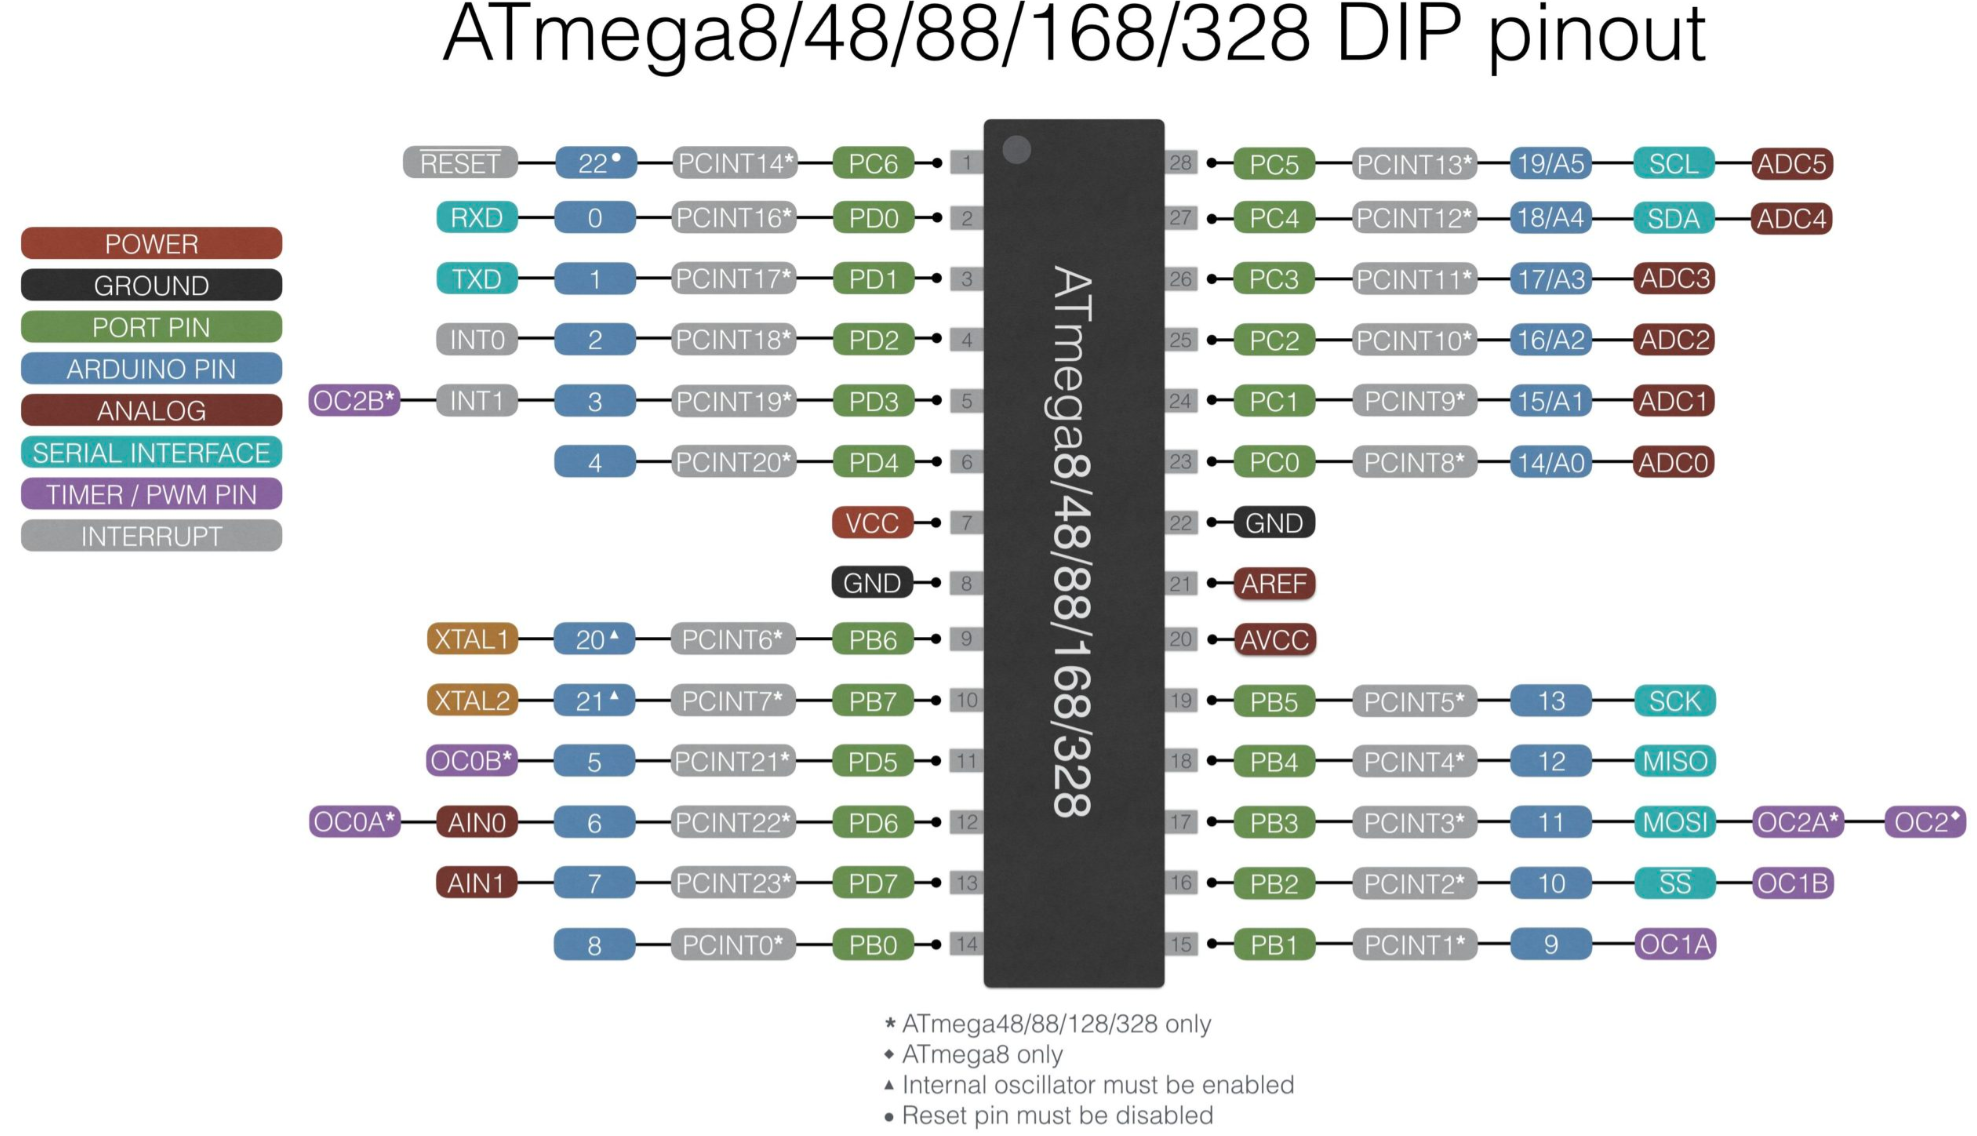 ATmega8/48/88/168/328 DIP pinout
RESET 22● PCINT14* PC6 1 28 PC5 PCINT13* 19/A5 SCL ADC5
RXD 0 PCINT16* PD0 2 27 PC4 PCINT12* 18/A4 SDA ADC4
POWER
TXD 1 PCINT17* PD1 3 26 PC3 PCINT11* 17/A3 ADC3
GROUND
PORT PIN
INT0 2 PCINT18* PD2 4 25 PC2 PCINT10* 16/A2 ADC2
ARDUINO PIN
OC2B* INT1 3 PCINT19* PD3 5 24 PC1 PCINT9* 15/A1 ADC1
ANALOG
SERIAL INTERFACE
4 PCINT20* PD4 6 23 PC0 PCINT8* 14/A0 ADC0
TIMER / PWM PIN
VCC 7 22 GND
INTERRUPT
GND 8 21 AREF
XTAL1 20▲ PCINT6* PB6 9 20 AVCC
XTAL2 21▲ PCINT7* PB7 10 19 PB5 PCINT5* 13 SCK
OC0B* 5 PCINT21* PD5 11 18 PB4 PCINT4* 12 MISO
OC0A* AIN0 6 PCINT22* PD6 12 17 PB3 PCINT3* 11 MOSI OC2A* OC2◆
AIN1 7 PCINT23* PD7 13 16 PB2 PCINT2* 10 SS OC1B
8 PCINT0* PB0 14 15 PB1 PCINT1* 9 OC1A
ATmega8/48/88/168/328
* ATmega48/88/128/328 only
◆ ATmega8 only
▲ Internal oscillator must be enabled
● Reset pin must be disabled